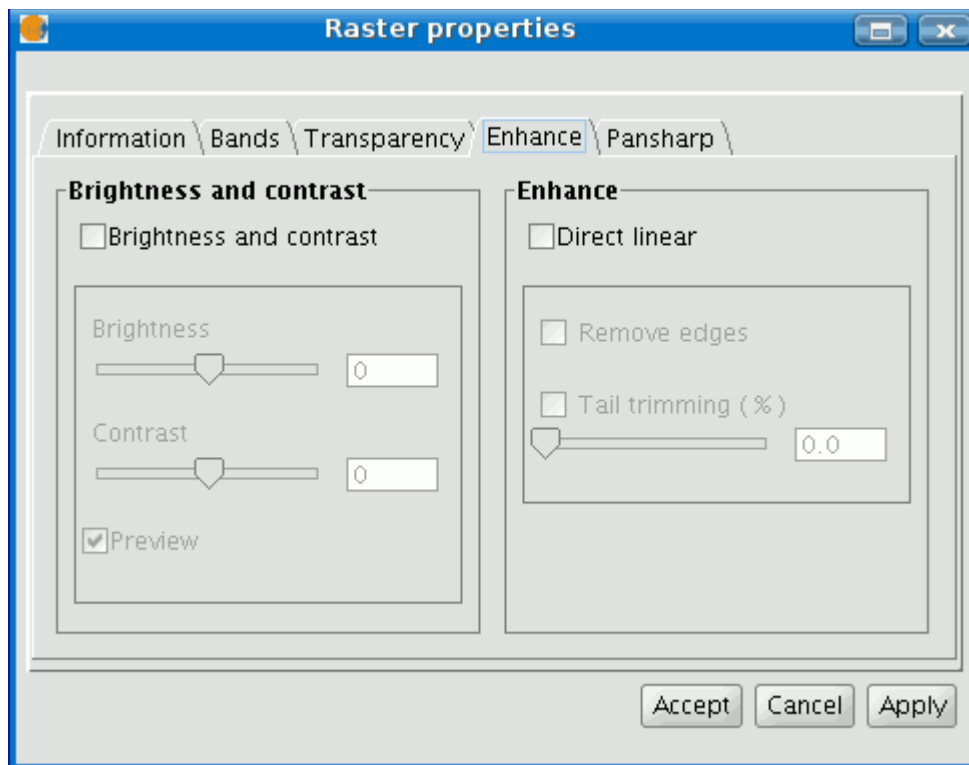 Raster properties
Information Bands Transparency Enhance Pansharp
Brightness and contrast
Brightness and contrast
Brightness
0
Contrast
0
Preview
Enhance
Direct linear
Remove edges
Tail trimming ( % )
0.0
Accept Cancel Apply